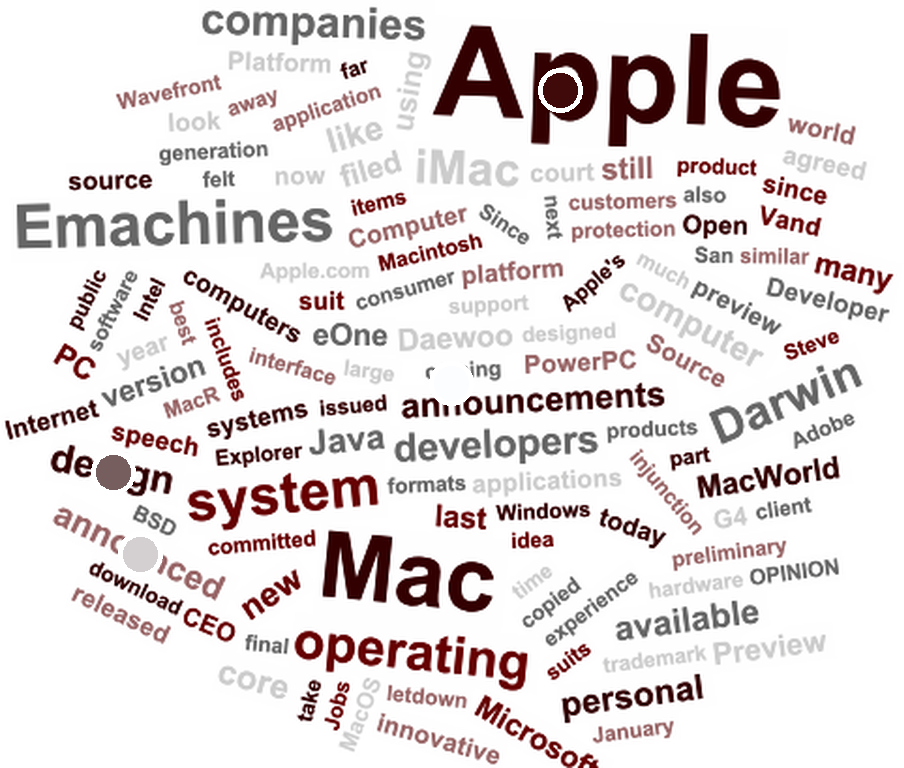 companies
Apple
Platform
far
using
Wavefront
away
application
look
like
world
generation
agreed
source
felt
now
filed
iMac
court
still
product
since
Emachines
items
Computer
Since
next
customers
also
protection
Open
Vand
Macintosh
San
similar
many
Apple.com
consumer
platform
Apple's
much
preview
Developer
public
software
Intel
computers
suit
support
computer
best
includes
eOne
Daewoo
designed
Steve
PC
year
interface
large
PowerPC
Source
version
MacR
Internet
systems
issued
announcements
Darwin
speech
Explorer
Java
developers
products
Adobe
part
design
system
formats
applications
injunction
MacWorld
BSD
last
Windows
today
G4
client
announced
committed
idea
preliminary
download
new
Mac
time
copied
experience
hardware
OPINION
released
CEO
final
operating
available
suits
trademark
Preview
core
take
Jobs
MacOS
letdown
Microsoft
personal
innovative
January